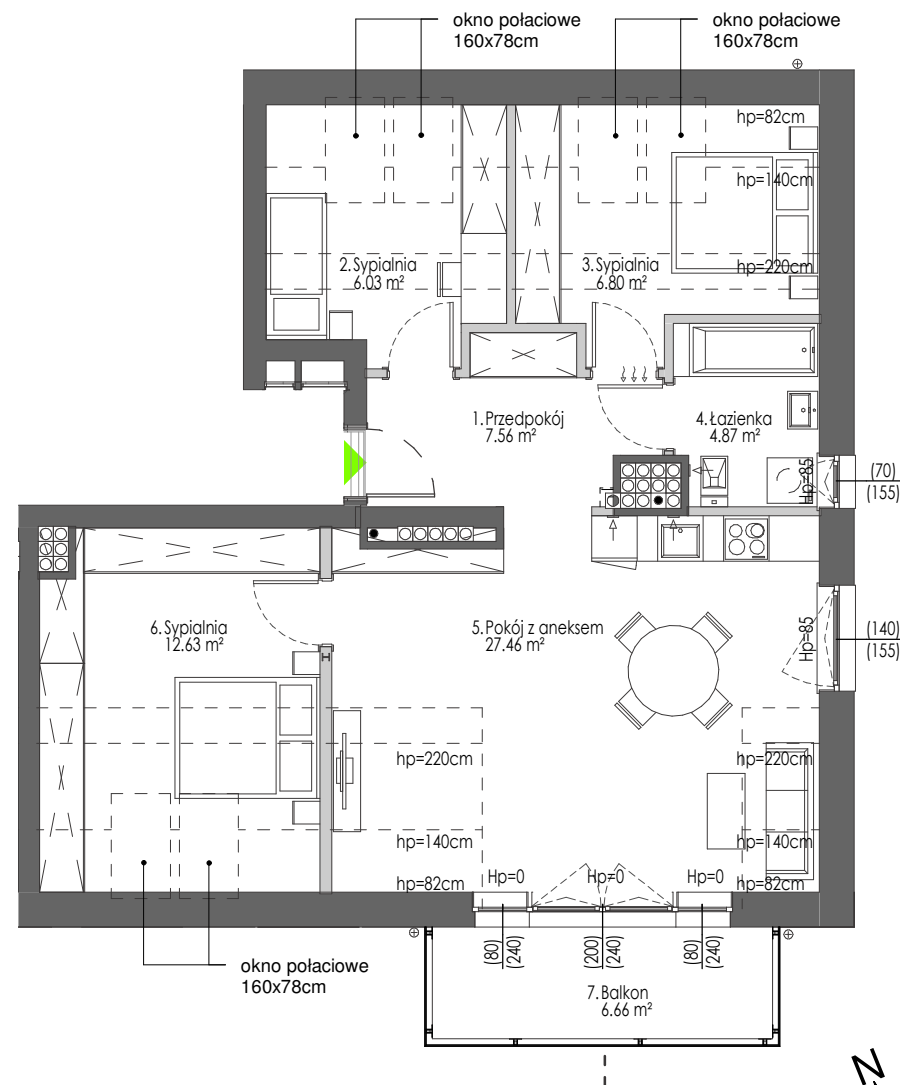 okno połaciowe
160x78cm
okno połaciowe
160x78cm
hp=82cm
hp=140cm
hp=220cm
2.Sypialnia
6.03 m²
3.Sypialnia
6.80 m²
1.Przedpokój
7.56 m²
4.Łazienka
4.87 m²
Hp=85
(70)
(155)
6.Sypialnia
12.63 m²
5.Pokój z aneksem
27.46 m²
Hp=85
(140)
(155)
hp=220cm
hp=220cm
hp=140cm
hp=140cm
hp=82cm
Hp=0
Hp=0
Hp=0
hp=82cm
(80)
(240)
(200)
(240)
(80)
(240)
okno połaciowe
160x78cm
7.Balkon
6.66 m²
N